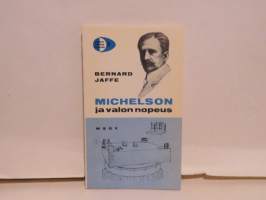 BERNARD
JAFFE
MICHELSON
ja valon nopeus
WSOY